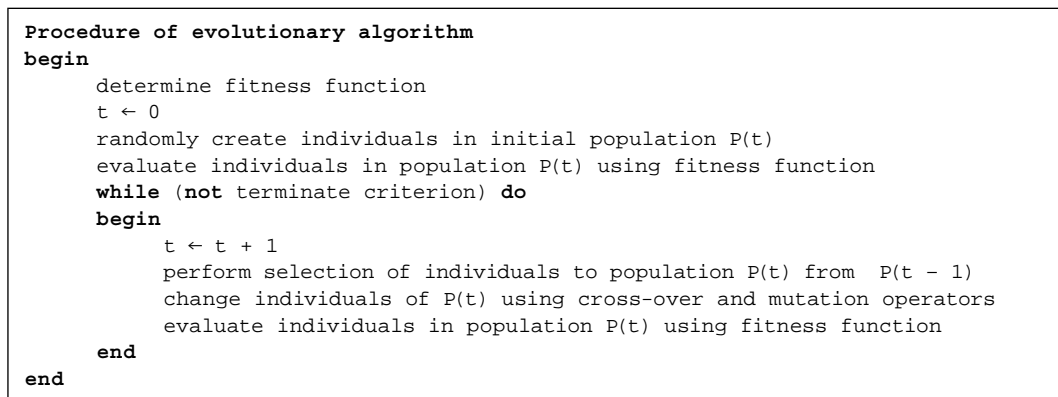 Procedure of evolutionary algorithm
begin
determine fitness function
t ← 0
randomly create individuals in initial population P(t)
evaluate individuals in population P(t) using fitness function
while (not terminate criterion) do
begin
t ← t + 1
perform selection of individuals to population P(t) from P(t – 1)
change individuals of P(t) using cross-over and mutation operators
evaluate individuals in population P(t) using fitness function
end
end